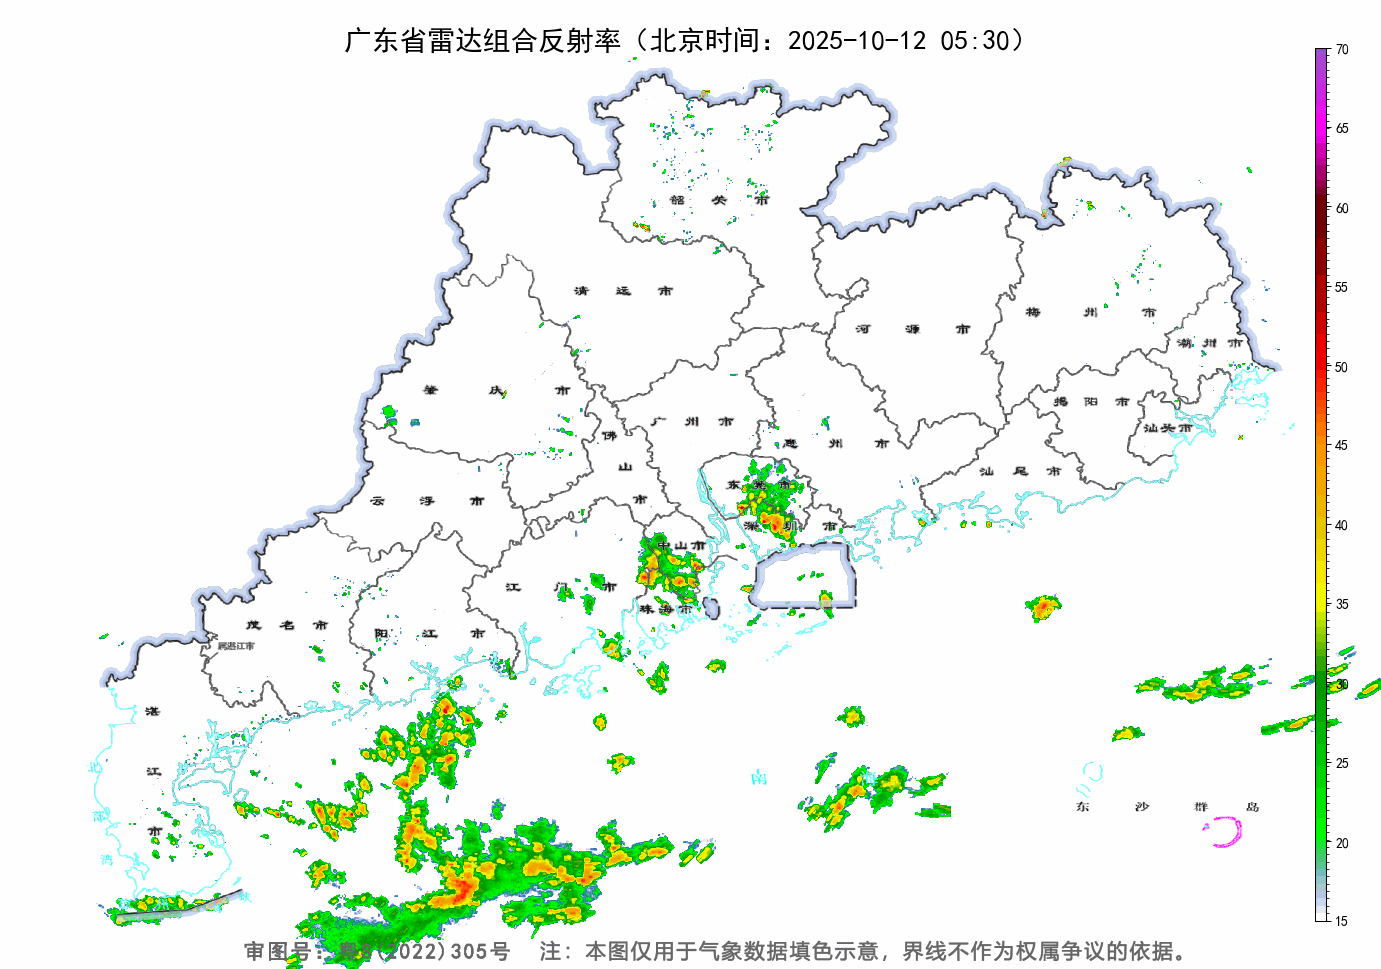 广东省雷达组合反射率（北京时间：2025-10-12 05:30）
70
65
60
55
50
45
40
35
30
25
20
15
韶关市
清远市
河源市
梅州市
潮州市
肇庆市
广州市
惠州市
揭阳市
汕头市
佛山市
东莞市
汕尾市
云浮市
深圳市
中山市
江门市
珠海市
茂名市
阳江市
属湛江市
湛江市
北部湾
南海
东沙群岛
审图号：粤S(2022)305号 注：本图仅用于气象数据填色示意，界线不作为权属争议的依据。